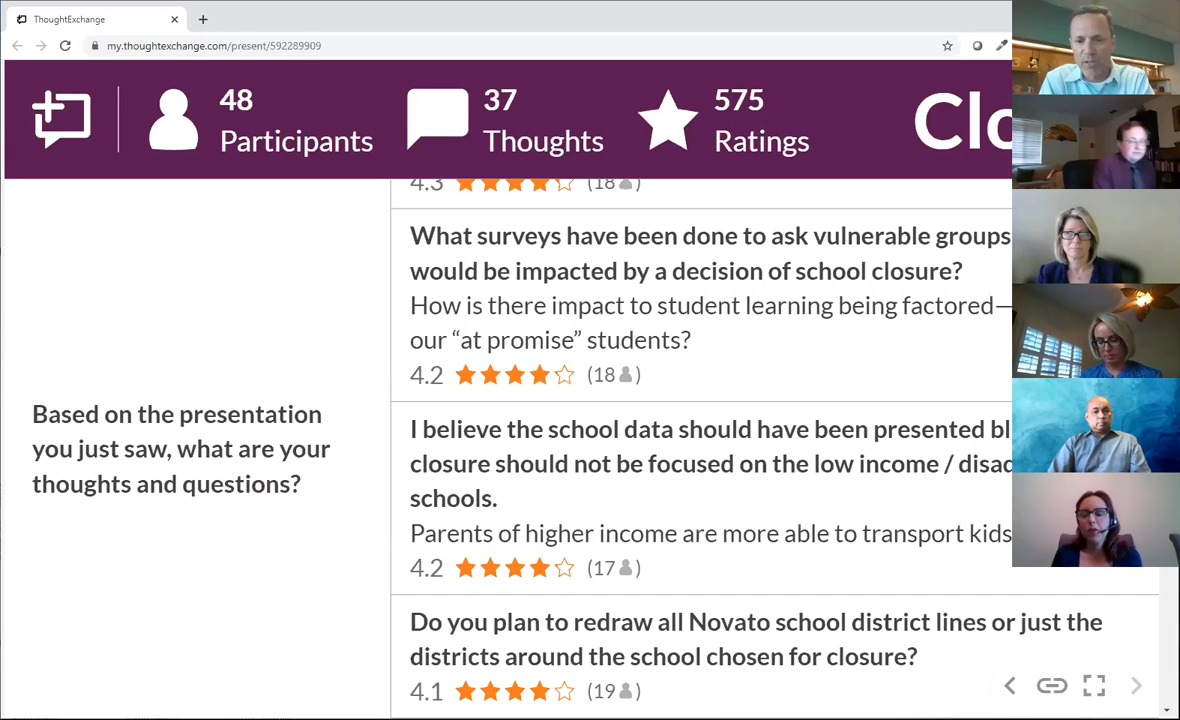 ThoughtExchange
my.thoughtexchange.com/present/592289909
48
Participants
37
Thoughts
575
Ratings
Clo
4.3 (18)
What surveys have been done to ask vulnerable groups
would be impacted by a decision of school closure?
How is there impact to student learning being factored—
our “at promise” students?
4.2 (18)
Based on the presentation
you just saw, what are your
thoughts and questions?
I believe the school data should have been presented bl
closure should not be focused on the low income / disad
schools.
Parents of higher income are more able to transport kids
4.2 (17)
Do you plan to redraw all Novato school district lines or just the
districts around the school chosen for closure?
4.1 (19)